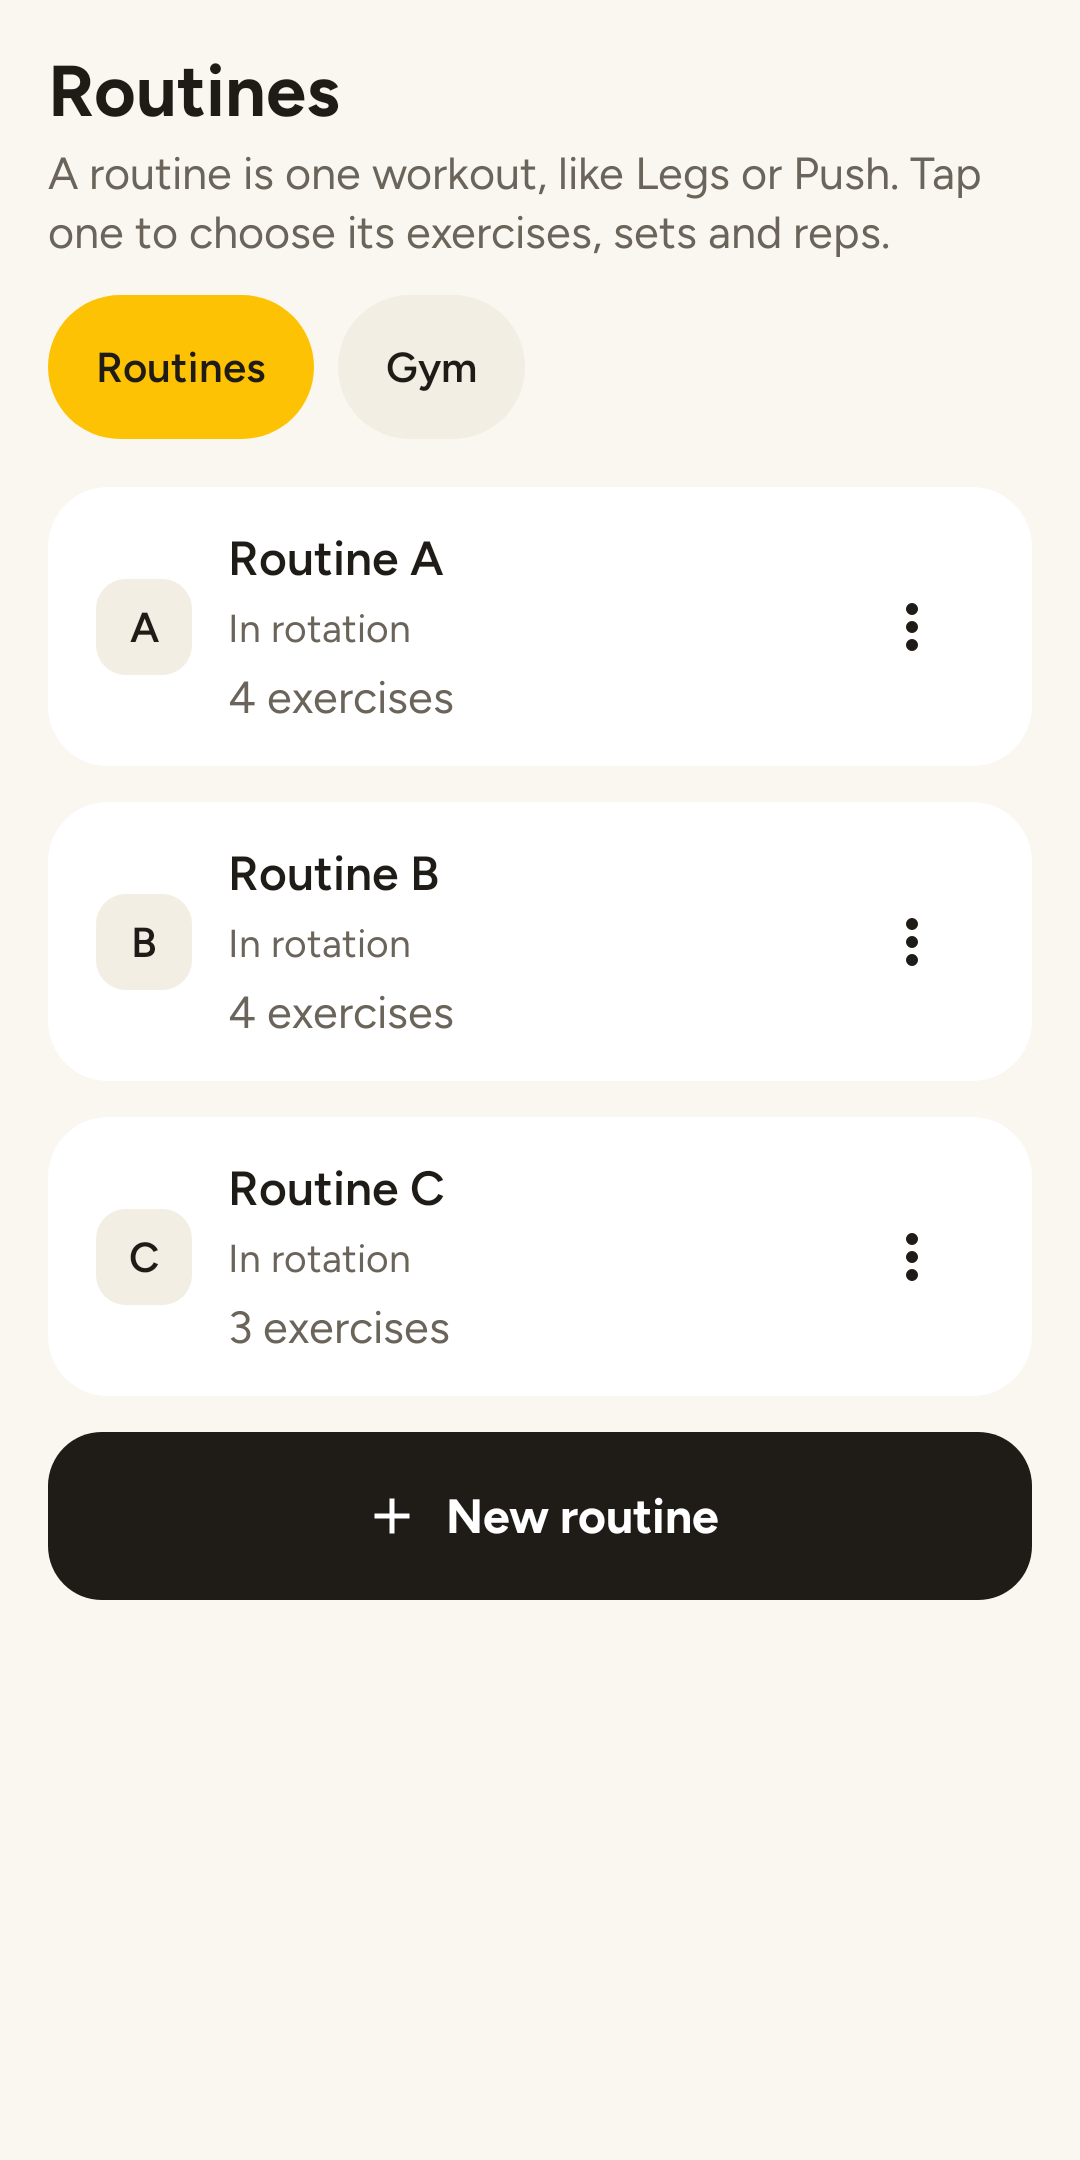 Routines
A routine is one workout, like Legs or Push. Tap
one to choose its exercises, sets and reps.
Routines
Gym
A
Routine A
In rotation
4 exercises
B
Routine B
In rotation
4 exercises
C
Routine C
In rotation
3 exercises
+ New routine